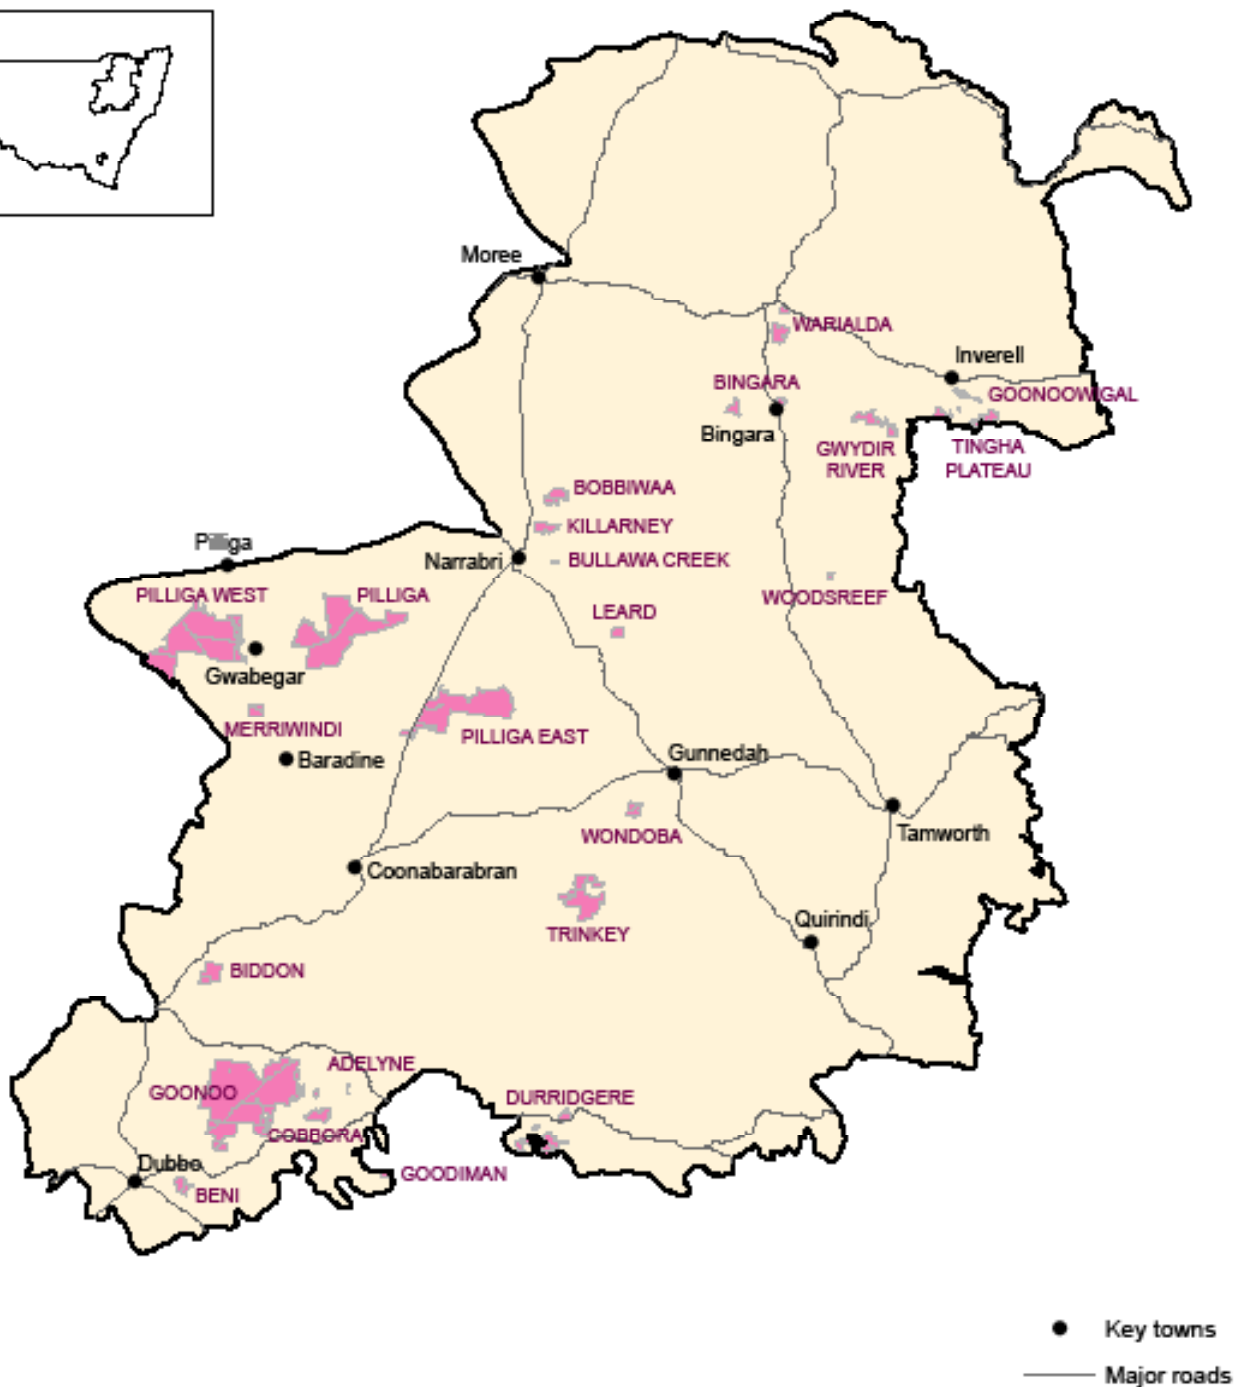 Moree
WARIALDA
Inverell
BINGARA
GOONOOWIGAL
Bingara
GWYDIR
RIVER
TINGHA
PLATEAU
BOBBIWAA
KILLARNEY
Pilliga
Narrabri
BULLAWA CREEK
PILLIGA WEST
PILLIGA
WOODSREEF
LEARD
Gwabegar
MERRIWINDI
PILLIGA EAST
Baradine
Gunnedah
WONDOBA
Tamworth
Coonabarabran
Quirindi
TRINKEY
BIDDON
ADELYNE
GOONOO
DURRIDGERE
COBBORA
Dubbo
GOODIMAN
BENI
Key towns
Major roads